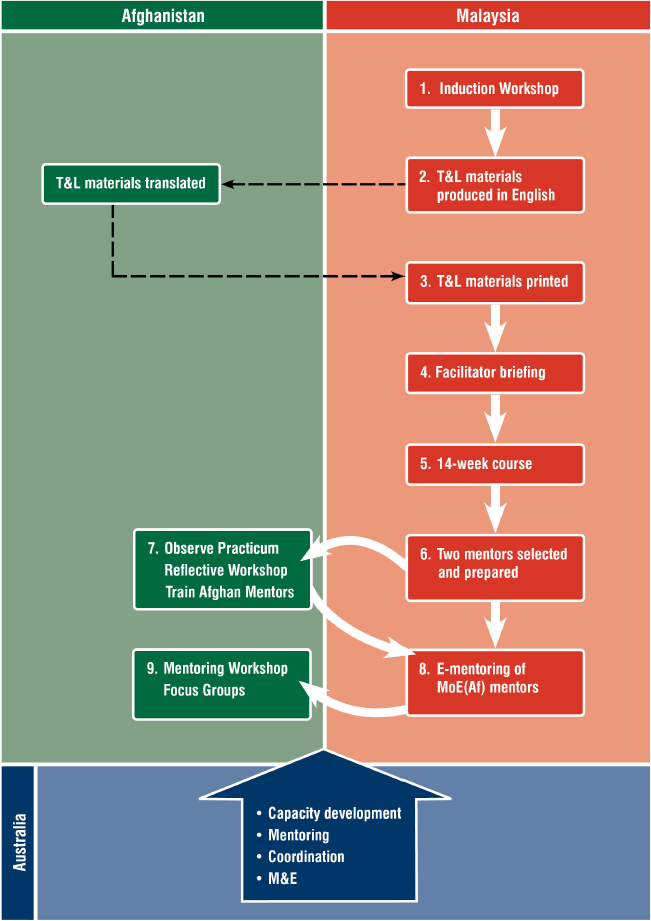 Afghanistan
Malaysia
1. Induction Workshop
2. T&L materials
produced in English
T&L materials translated
3. T&L materials printed
4. Facilitator briefing
5. 14-week course
6. Two mentors selected
and prepared
7. Observe Practicum
Reflective Workshop
Train Afghan Mentors
8. E-mentoring of
MoE(Af) mentors
9. Mentoring Workshop
Focus Groups
Australia
• Capacity development
• Mentoring
• Coordination
• M&E